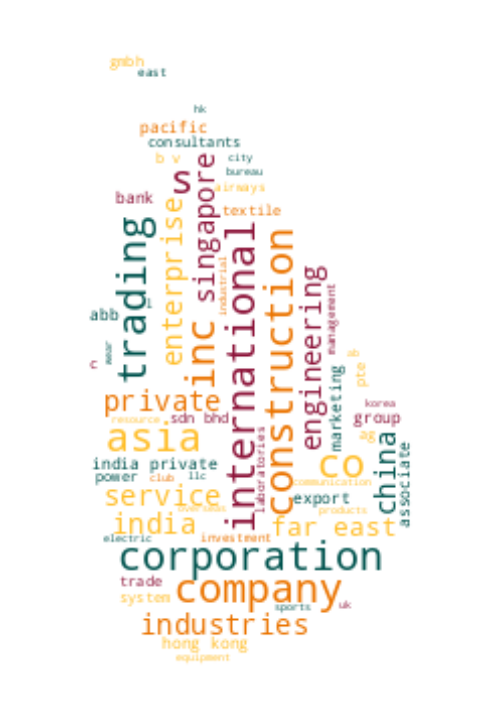 gmbh
east
hk
pacific
consultants
b v
city
bureau
s
singapore
airways
bank
enterprise
textile
trading
international
construction
industrial
engineering
management
l
abb
inc
wear
c
ab
pte
marketing
private
korea
resource
sdn bhd
group
asia
laboratories
ag
china
associate
india private
co
power
club
llc
communication
service
export
overseas
products
india
far east
electric
investment
corporation
trade
company
system
sports
uk
industries
hong kong
equipment